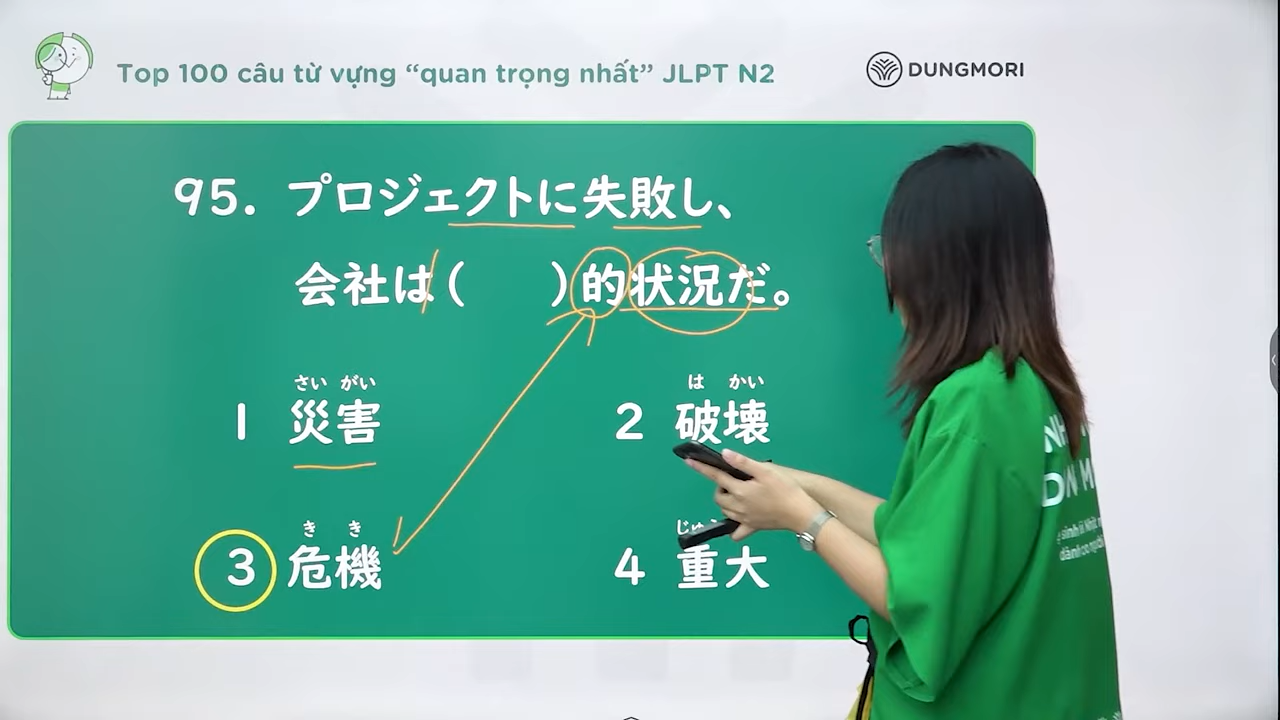 Top 100 câu từ vựng “quan trọng nhất” JLPT N2
DUNGMORI
95. プロジェクトに失敗し、
会社は( )的状況だ。
さい がい
1 災害
は かい
2 破壊
き き
3 危機
4 重大